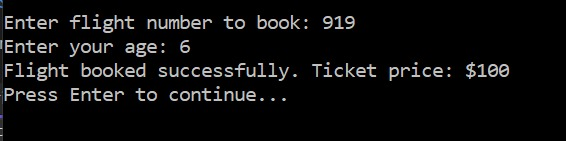 Enter flight number to book: 919
Enter your age: 6
Flight booked successfully. Ticket price: $100
Press Enter to continue...